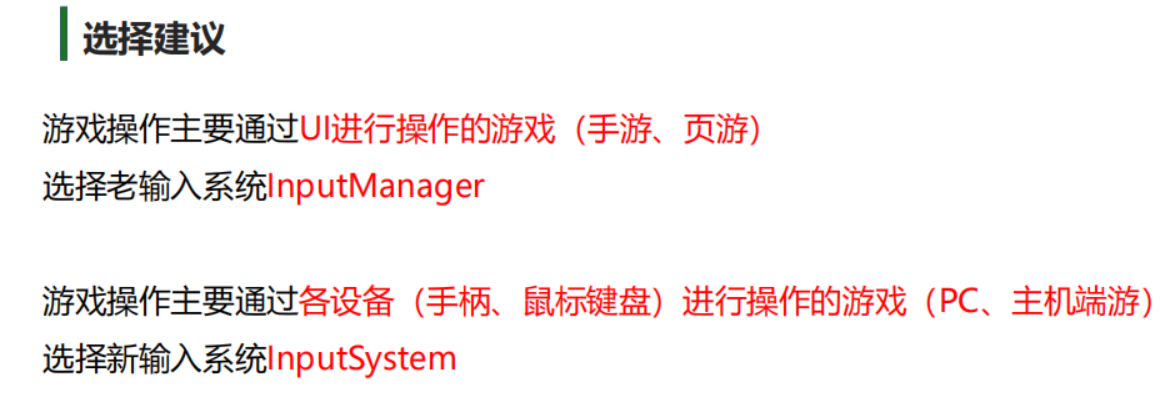 选择建议
游戏操作主要通过UI进行操作的游戏（手游、页游）
选择老输入系统InputManager
游戏操作主要通过各设备（手柄、鼠标键盘）进行操作的游戏（PC、主机端游）
选择新输入系统InputSystem